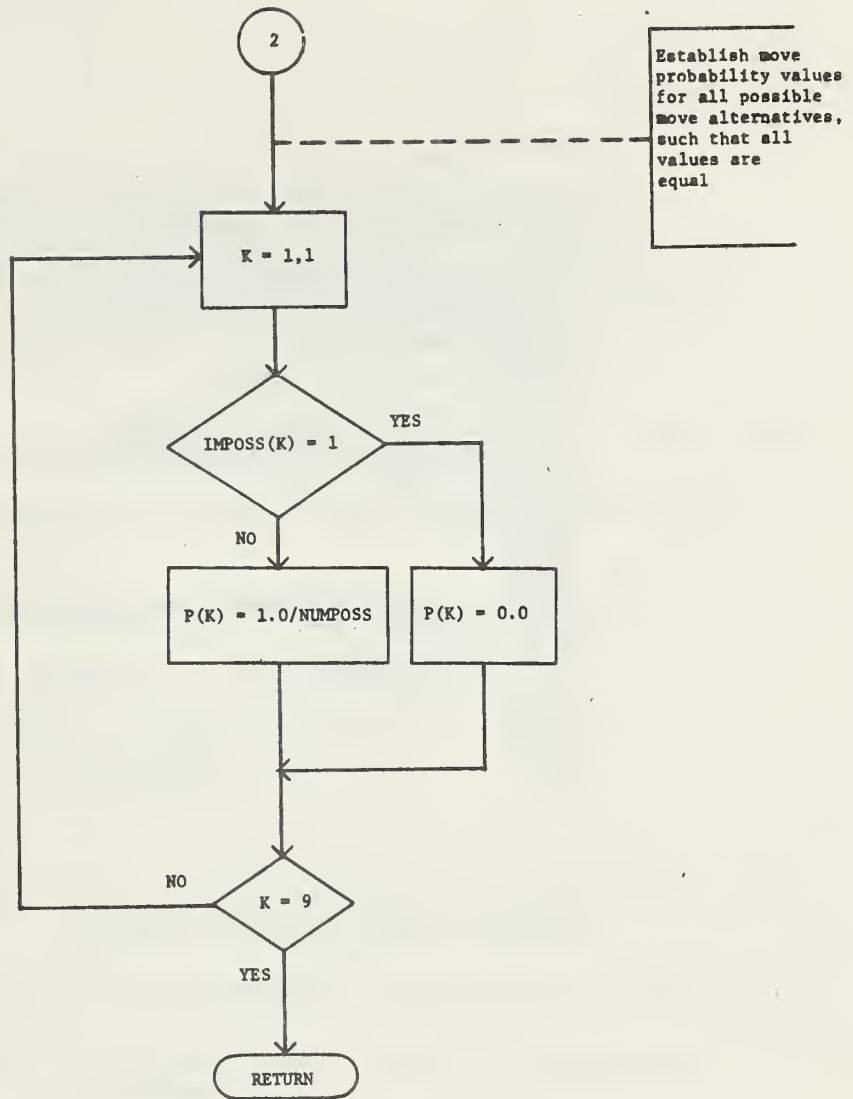 2
Establish move
probability values
for all possible
move alternatives,
such that all
values are
equal
K = 1,1
IMPOSS(K) = 1
YES
NO
P(K) = 1.0/NUMPOSS
P(K) = 0.0
NO
K = 9
YES
RETURN